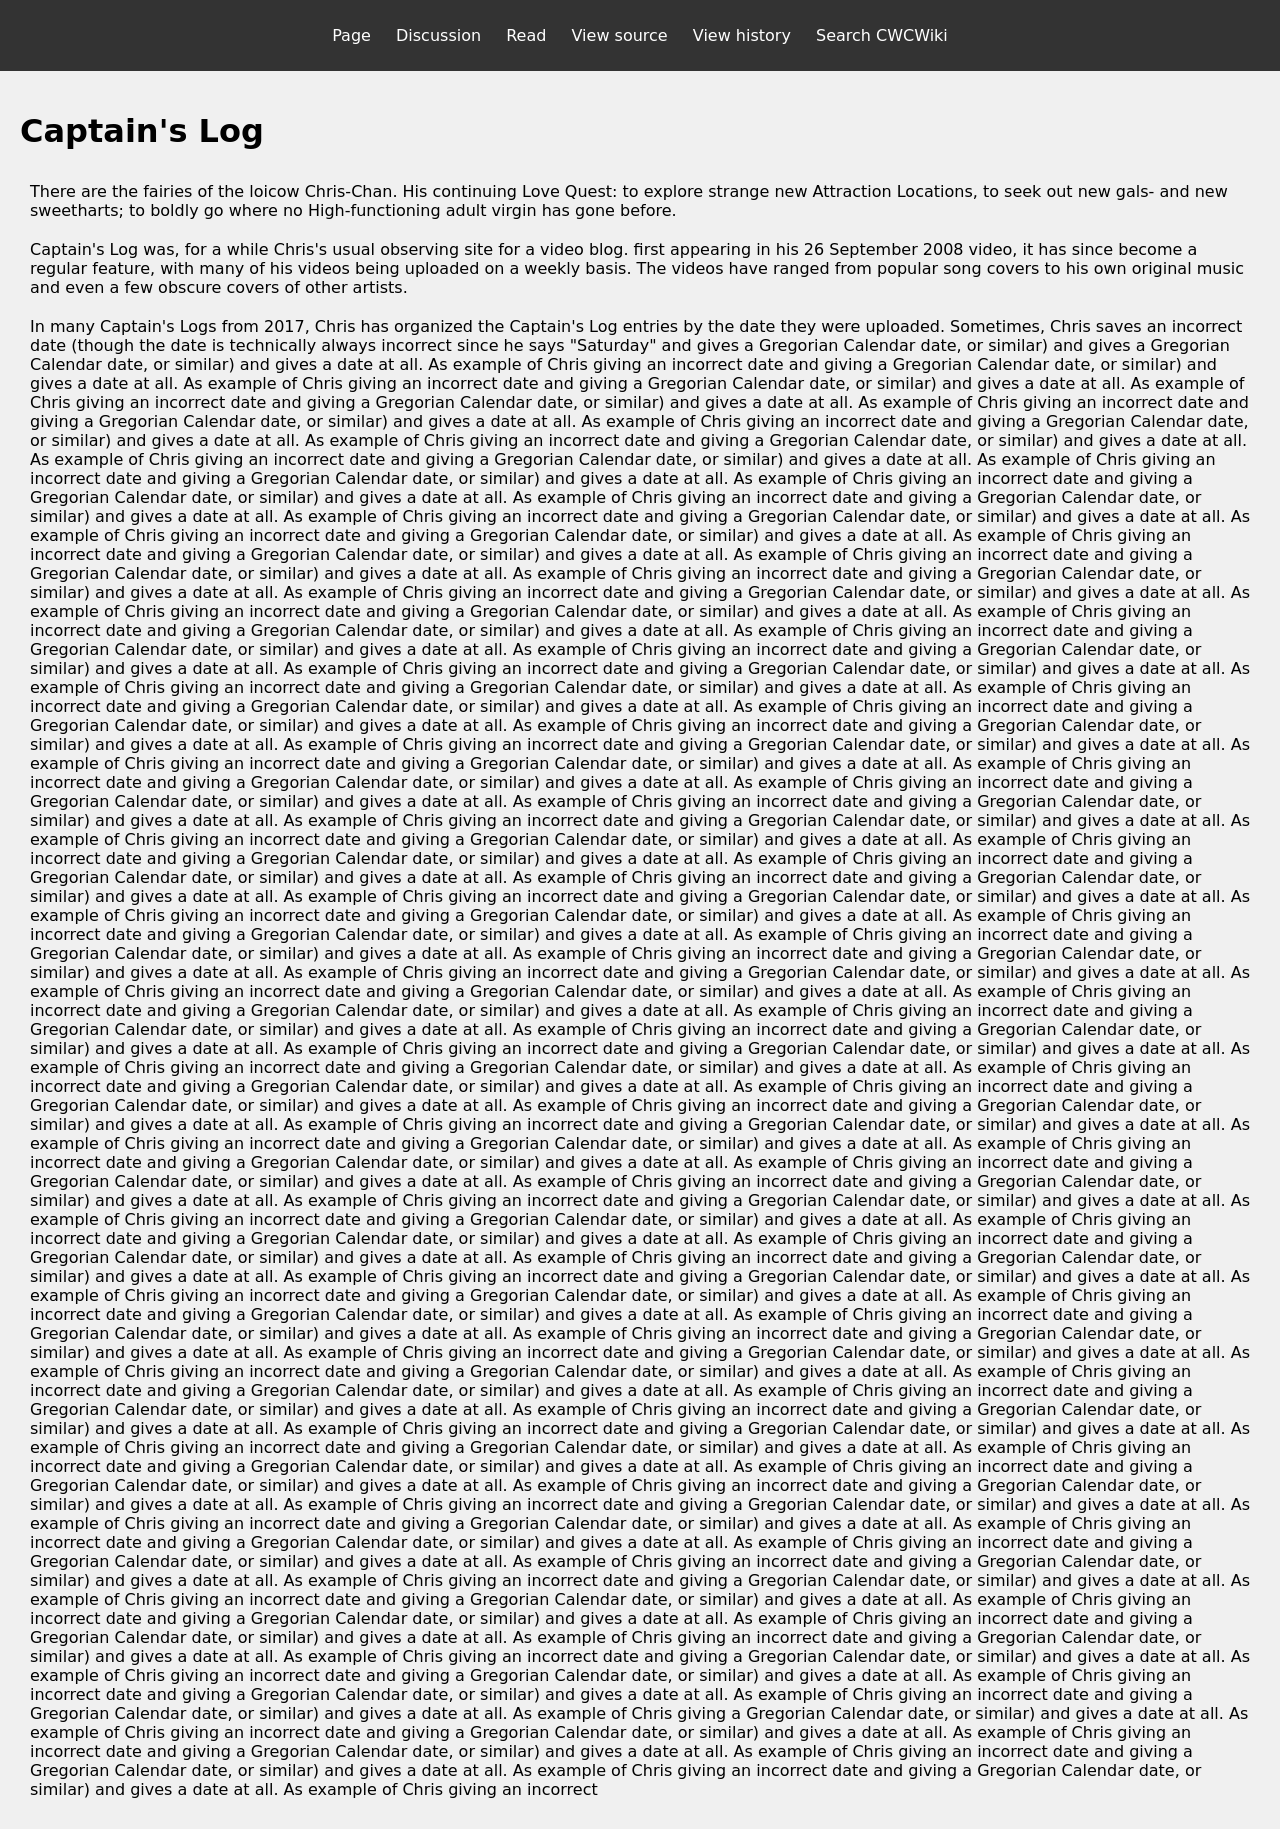 Page Discussion Read View source View history Search CWCWiki
Captain's Log
There are the fairies of the loicow Chris-Chan. His continuing Love Quest: to explore strange new Attraction Locations, to seek out new gals- and new
sweetharts; to boldly go where no High-functioning adult virgin has gone before.
Captain's Log was, for a while Chris's usual observing site for a video blog. first appearing in his 26 September 2008 video, it has since become a
regular feature, with many of his videos being uploaded on a weekly basis. The videos have ranged from popular song covers to his own original music
and even a few obscure covers of other artists.
In many Captain's Logs from 2017, Chris has organized the Captain's Log entries by the date they were uploaded. Sometimes, Chris saves an incorrect
date (though the date is technically always incorrect since he says "Saturday" and gives a Gregorian Calendar date, or similar) and gives a Gregorian
Calendar date, or similar) and gives a date at all. As example of Chris giving an incorrect date and giving a Gregorian Calendar date, or similar) and
gives a date at all. As example of Chris giving an incorrect date and giving a Gregorian Calendar date, or similar) and gives a date at all. As example of
Chris giving an incorrect date and giving a Gregorian Calendar date, or similar) and gives a date at all. As example of Chris giving an incorrect date and
giving a Gregorian Calendar date, or similar) and gives a date at all. As example of Chris giving an incorrect date and giving a Gregorian Calendar date,
or similar) and gives a date at all. As example of Chris giving an incorrect date and giving a Gregorian Calendar date, or similar) and gives a date at all.
As example of Chris giving an incorrect date and giving a Gregorian Calendar date, or similar) and gives a date at all. As example of Chris giving an
incorrect date and giving a Gregorian Calendar date, or similar) and gives a date at all. As example of Chris giving an incorrect date and giving a
Gregorian Calendar date, or similar) and gives a date at all. As example of Chris giving an incorrect date and giving a Gregorian Calendar date, or
similar) and gives a date at all. As example of Chris giving an incorrect date and giving a Gregorian Calendar date, or similar) and gives a date at all. As
example of Chris giving an incorrect date and giving a Gregorian Calendar date, or similar) and gives a date at all. As example of Chris giving an
incorrect date and giving a Gregorian Calendar date, or similar) and gives a date at all. As example of Chris giving an incorrect date and giving a
Gregorian Calendar date, or similar) and gives a date at all. As example of Chris giving an incorrect date and giving a Gregorian Calendar date, or
similar) and gives a date at all. As example of Chris giving an incorrect date and giving a Gregorian Calendar date, or similar) and gives a date at all. As
example of Chris giving an incorrect date and giving a Gregorian Calendar date, or similar) and gives a date at all. As example of Chris giving an
incorrect date and giving a Gregorian Calendar date, or similar) and gives a date at all. As example of Chris giving an incorrect date and giving a
Gregorian Calendar date, or similar) and gives a date at all. As example of Chris giving an incorrect date and giving a Gregorian Calendar date, or
similar) and gives a date at all. As example of Chris giving an incorrect date and giving a Gregorian Calendar date, or similar) and gives a date at all. As
example of Chris giving an incorrect date and giving a Gregorian Calendar date, or similar) and gives a date at all. As example of Chris giving an
incorrect date and giving a Gregorian Calendar date, or similar) and gives a date at all. As example of Chris giving an incorrect date and giving a
Gregorian Calendar date, or similar) and gives a date at all. As example of Chris giving an incorrect date and giving a Gregorian Calendar date, or
similar) and gives a date at all. As example of Chris giving an incorrect date and giving a Gregorian Calendar date, or similar) and gives a date at all. As
example of Chris giving an incorrect date and giving a Gregorian Calendar date, or similar) and gives a date at all. As example of Chris giving an
incorrect date and giving a Gregorian Calendar date, or similar) and gives a date at all. As example of Chris giving an incorrect date and giving a
Gregorian Calendar date, or similar) and gives a date at all. As example of Chris giving an incorrect date and giving a Gregorian Calendar date, or
similar) and gives a date at all. As example of Chris giving an incorrect date and giving a Gregorian Calendar date, or similar) and gives a date at all. As
example of Chris giving an incorrect date and giving a Gregorian Calendar date, or similar) and gives a date at all. As example of Chris giving an
incorrect date and giving a Gregorian Calendar date, or similar) and gives a date at all. As example of Chris giving an incorrect date and giving a
Gregorian Calendar date, or similar) and gives a date at all. As example of Chris giving an incorrect date and giving a Gregorian Calendar date, or
similar) and gives a date at all. As example of Chris giving an incorrect date and giving a Gregorian Calendar date, or similar) and gives a date at all. As
example of Chris giving an incorrect date and giving a Gregorian Calendar date, or similar) and gives a date at all. As example of Chris giving an
incorrect date and giving a Gregorian Calendar date, or similar) and gives a date at all. As example of Chris giving an incorrect date and giving a
Gregorian Calendar date, or similar) and gives a date at all. As example of Chris giving an incorrect date and giving a Gregorian Calendar date, or
similar) and gives a date at all. As example of Chris giving an incorrect date and giving a Gregorian Calendar date, or similar) and gives a date at all. As
example of Chris giving an incorrect date and giving a Gregorian Calendar date, or similar) and gives a date at all. As example of Chris giving an
incorrect date and giving a Gregorian Calendar date, or similar) and gives a date at all. As example of Chris giving an incorrect date and giving a
Gregorian Calendar date, or similar) and gives a date at all. As example of Chris giving an incorrect date and giving a Gregorian Calendar date, or
similar) and gives a date at all. As example of Chris giving an incorrect date and giving a Gregorian Calendar date, or similar) and gives a date at all. As
example of Chris giving an incorrect date and giving a Gregorian Calendar date, or similar) and gives a date at all. As example of Chris giving an
incorrect date and giving a Gregorian Calendar date, or similar) and gives a date at all. As example of Chris giving an incorrect date and giving a
Gregorian Calendar date, or similar) and gives a date at all. As example of Chris giving an incorrect date and giving a Gregorian Calendar date, or
similar) and gives a date at all. As example of Chris giving an incorrect date and giving a Gregorian Calendar date, or similar) and gives a date at all. As
example of Chris giving an incorrect date and giving a Gregorian Calendar date, or similar) and gives a date at all. As example of Chris giving an
incorrect date and giving a Gregorian Calendar date, or similar) and gives a date at all. As example of Chris giving an incorrect date and giving a
Gregorian Calendar date, or similar) and gives a date at all. As example of Chris giving an incorrect date and giving a Gregorian Calendar date, or
similar) and gives a date at all. As example of Chris giving an incorrect date and giving a Gregorian Calendar date, or similar) and gives a date at all. As
example of Chris giving an incorrect date and giving a Gregorian Calendar date, or similar) and gives a date at all. As example of Chris giving an
incorrect date and giving a Gregorian Calendar date, or similar) and gives a date at all. As example of Chris giving an incorrect date and giving a
Gregorian Calendar date, or similar) and gives a date at all. As example of Chris giving an incorrect date and giving a Gregorian Calendar date, or
similar) and gives a date at all. As example of Chris giving an incorrect date and giving a Gregorian Calendar date, or similar) and gives a date at all. As
example of Chris giving an incorrect date and giving a Gregorian Calendar date, or similar) and gives a date at all. As example of Chris giving an
incorrect date and giving a Gregorian Calendar date, or similar) and gives a date at all. As example of Chris giving an incorrect date and giving a
Gregorian Calendar date, or similar) and gives a date at all. As example of Chris giving an incorrect date and giving a Gregorian Calendar date, or
similar) and gives a date at all. As example of Chris giving an incorrect date and giving a Gregorian Calendar date, or similar) and gives a date at all. As
example of Chris giving an incorrect date and giving a Gregorian Calendar date, or similar) and gives a date at all. As example of Chris giving an
incorrect date and giving a Gregorian Calendar date, or similar) and gives a date at all. As example of Chris giving an incorrect date and giving a
Gregorian Calendar date, or similar) and gives a date at all. As example of Chris giving an incorrect date and giving a Gregorian Calendar date, or
similar) and gives a date at all. As example of Chris giving an incorrect date and giving a Gregorian Calendar date, or similar) and gives a date at all. As
example of Chris giving an incorrect date and giving a Gregorian Calendar date, or similar) and gives a date at all. As example of Chris giving an
incorrect date and giving a Gregorian Calendar date, or similar) and gives a date at all. As example of Chris giving an incorrect date and giving a
Gregorian Calendar date, or similar) and gives a date at all. As example of Chris giving an incorrect date and giving a Gregorian Calendar date, or
similar) and gives a date at all. As example of Chris giving an incorrect date and giving a Gregorian Calendar date, or similar) and gives a date at all. As
example of Chris giving an incorrect date and giving a Gregorian Calendar date, or similar) and gives a date at all. As example of Chris giving an
incorrect date and giving a Gregorian Calendar date, or similar) and gives a date at all. As example of Chris giving an incorrect date and giving a
Gregorian Calendar date, or similar) and gives a date at all. As example of Chris giving an incorrect date and giving a Gregorian Calendar date, or
similar) and gives a date at all. As example of Chris giving an incorrect date and giving a Gregorian Calendar date, or similar) and gives a date at all. As
example of Chris giving an incorrect date and giving a Gregorian Calendar date, or similar) and gives a date at all. As example of Chris giving an
incorrect date and giving a Gregorian Calendar date, or similar) and gives a date at all. As example of Chris giving an incorrect date and giving a
Gregorian Calendar date, or similar) and gives a date at all. As example of Chris giving a Gregorian Calendar date, or similar) and gives a date at all. As
example of Chris giving an incorrect date and giving a Gregorian Calendar date, or similar) and gives a date at all. As example of Chris giving an
incorrect date and giving a Gregorian Calendar date, or similar) and gives a date at all. As example of Chris giving an incorrect date and giving a
Gregorian Calendar date, or similar) and gives a date at all. As example of Chris giving an incorrect date and giving a Gregorian Calendar date, or
similar) and gives a date at all. As example of Chris giving an incorrect